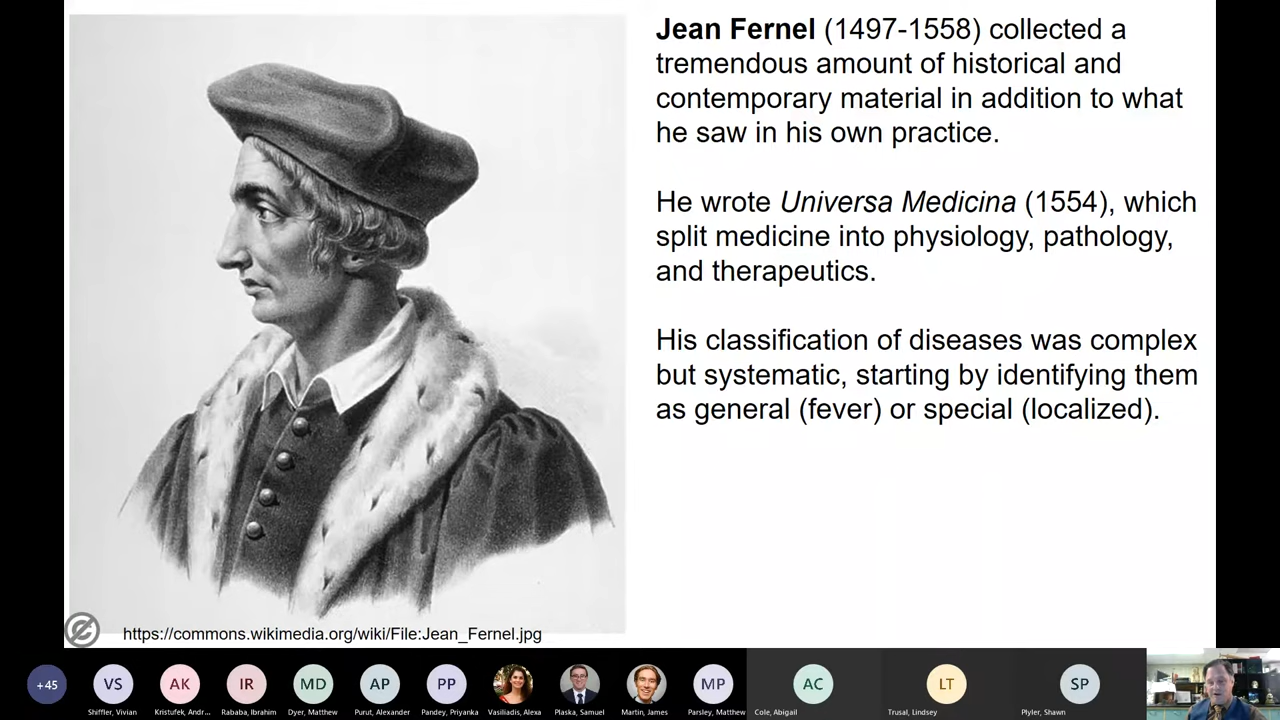 Jean Fernel (1497-1558) collected a
tremendous amount of historical and
contemporary material in addition to what
he saw in his own practice.
He wrote Universa Medicina (1554), which
split medicine into physiology, pathology,
and therapeutics.
His classification of diseases was complex
but systematic, starting by identifying them
as general (fever) or special (localized).
https://commons.wikimedia.org/wiki/File:Jean_Fernel.jpg
+45 VS AK IR MD AP PP MP AC LT SP
Shiffler, Vivian Kristufek, Andr... Rababa, Ibrahim Dyer, Matthew Purut, Alexander Pandey, Priyanka Vasiliadis, Alexa Plaska, Samuel Martin, James Parsley, Matthew Cole, Abigail Trusal, Lindsey Plyler, Shawn